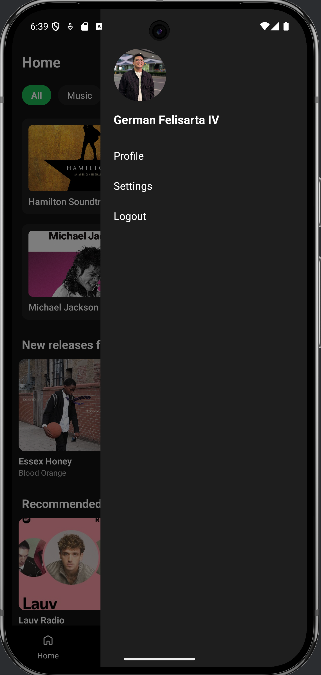 6:39
Home
German Felisarta IV
All
Music
Profile
Settings
Logout
HAMILT
Hamilton Soundtr
Michael Ja
Michael Jackson
New releases f
Essex Honey
Blood Orange
Recommended
Lauv
Lauv Radio
Home